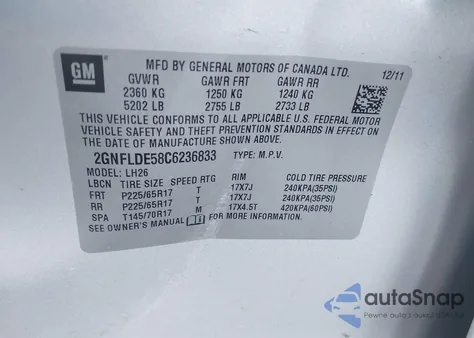 GM
MFD BY GENERAL MOTORS OF CANADA LTD.
GVWR GAWR FRT GAWR RR 12/11
2360 KG 1250 KG 1240 KG
5202 LB 2755 LB 2733 LB
THIS VEHICLE CONFORMS TO ALL APPLICABLE U.S. FEDERAL MOTOR
VEHICLE SAFETY AND THEFT PREVENTION STANDARDS IN EFFECT ON
THE DATE OF MANUFACTURE SHOWN ABOVE.
2GNFLDE58C6236833 TYPE: M.P.V.
MODEL: LH26
LBCN TIRE SIZE SPEED RTG RIM COLD TIRE PRESSURE
FRT P225/65R17 T 17X7J 240KPA(35PSI)
RR P225/65R17 T 17X7J 240KPA(35PSI)
SPA T145/70R17 M 17X4.5T 420KPA(60PSI)
SEE OWNER'S MANUAL FOR MORE INFORMATION.
autaSnap
Pewne auta z USA